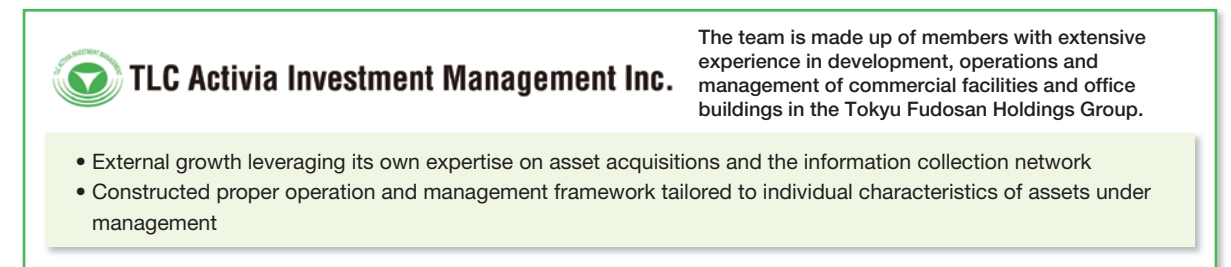 TLC Activia Investment Management Inc.
The team is made up of members with extensive
experience in development, operations and
management of commercial facilities and office
buildings in the Tokyu Fudosan Holdings Group.
• External growth leveraging its own expertise on asset acquisitions and the information collection network
• Constructed proper operation and management framework tailored to individual characteristics of assets under
management